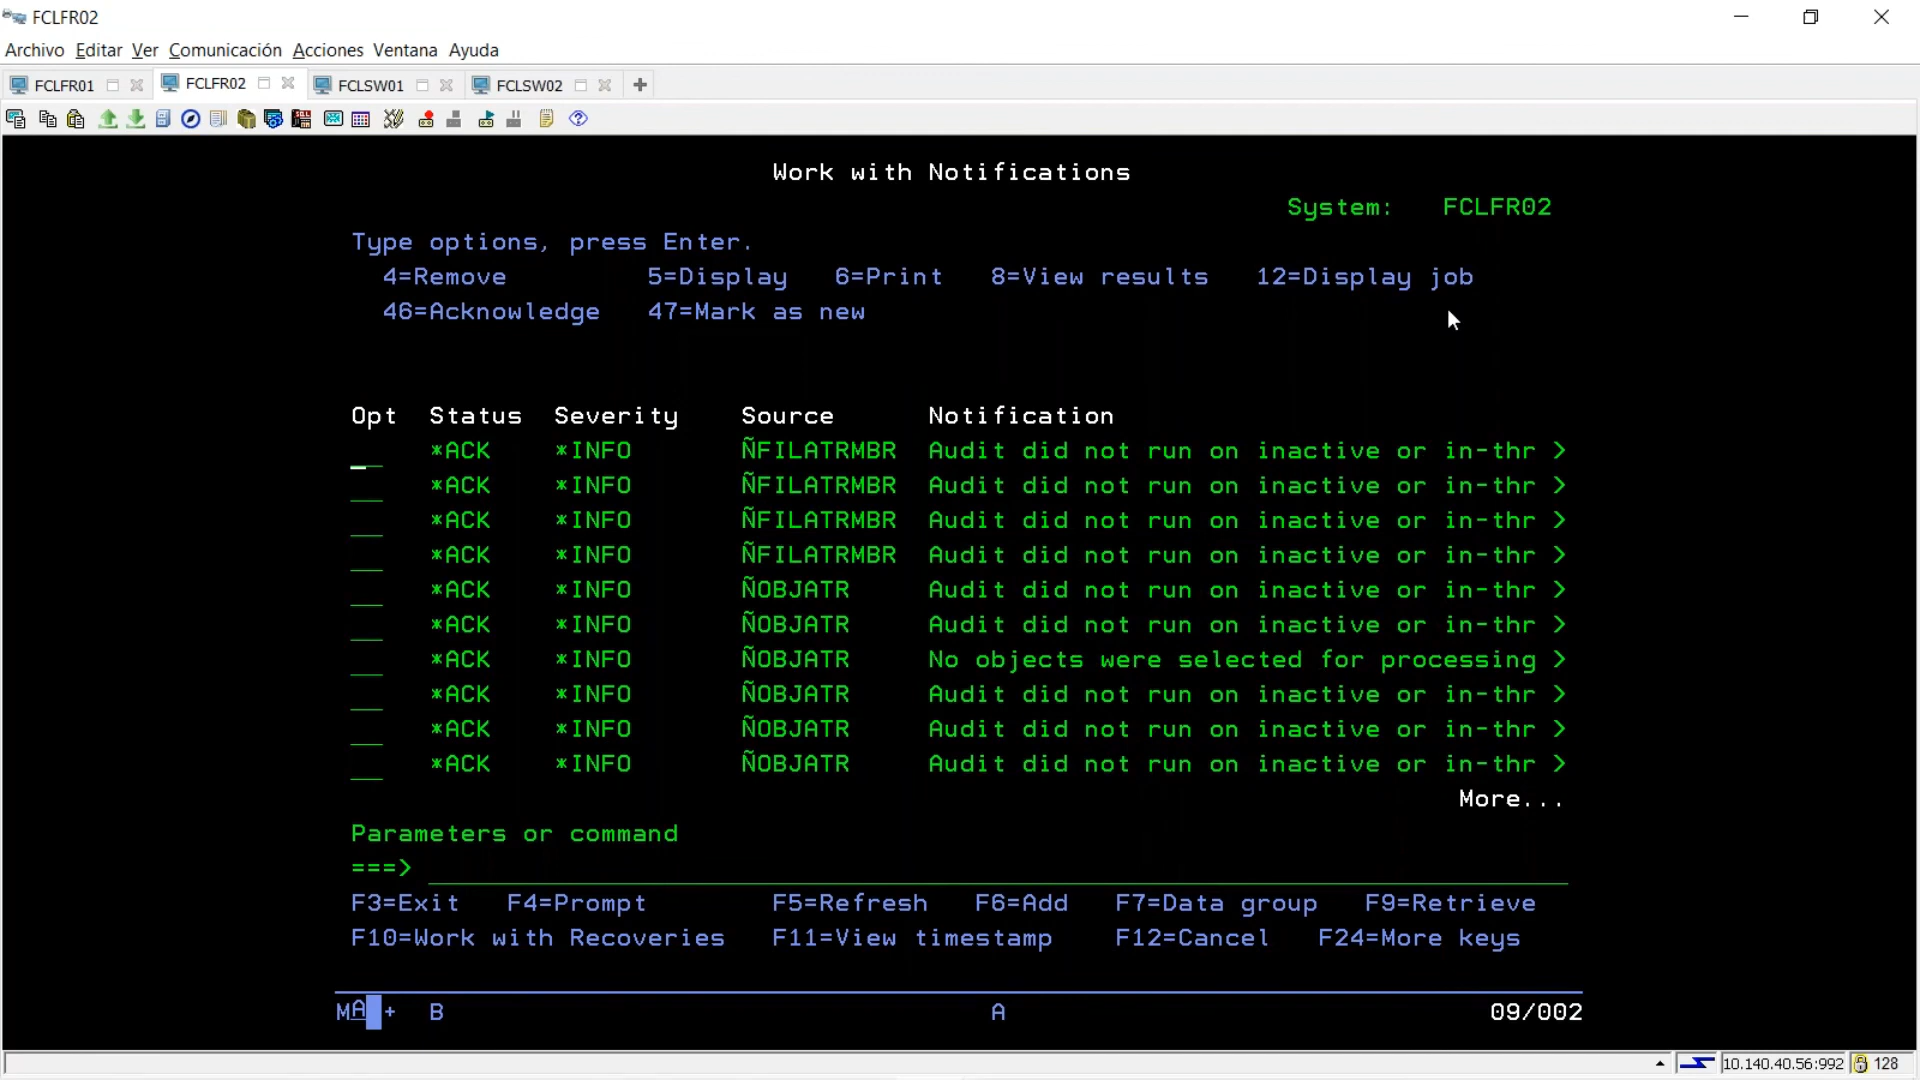 FCLFR02
Archivo Editar Ver Comunicación Acciones Ventana Ayuda
FCLFR01 FCLFR02 FCLSW01 FCLSW02
Work with Notifications
System: FCLFR02
Type options, press Enter.
4=Remove 5=Display 6=Print 8=View results 12=Display job
46=Acknowledge 47=Mark as new
Opt Status Severity Source Notification
*ACK *INFO ÑFILATRMBR Audit did not run on inactive or in-thr >
*ACK *INFO ÑFILATRMBR Audit did not run on inactive or in-thr >
*ACK *INFO ÑFILATRMBR Audit did not run on inactive or in-thr >
*ACK *INFO ÑFILATRMBR Audit did not run on inactive or in-thr >
*ACK *INFO ÑOBJATR Audit did not run on inactive or in-thr >
*ACK *INFO ÑOBJATR Audit did not run on inactive or in-thr >
*ACK *INFO ÑOBJATR No objects were selected for processing >
*ACK *INFO ÑOBJATR Audit did not run on inactive or in-thr >
*ACK *INFO ÑOBJATR Audit did not run on inactive or in-thr >
*ACK *INFO ÑOBJATR Audit did not run on inactive or in-thr >
More...
Parameters or command
===>
F3=Exit F4=Prompt F5=Refresh F6=Add F7=Data group F9=Retrieve
F10=Work with Recoveries F11=View timestamp F12=Cancel F24=More keys
MA + B A 09/002
10.140.40.56:992 128